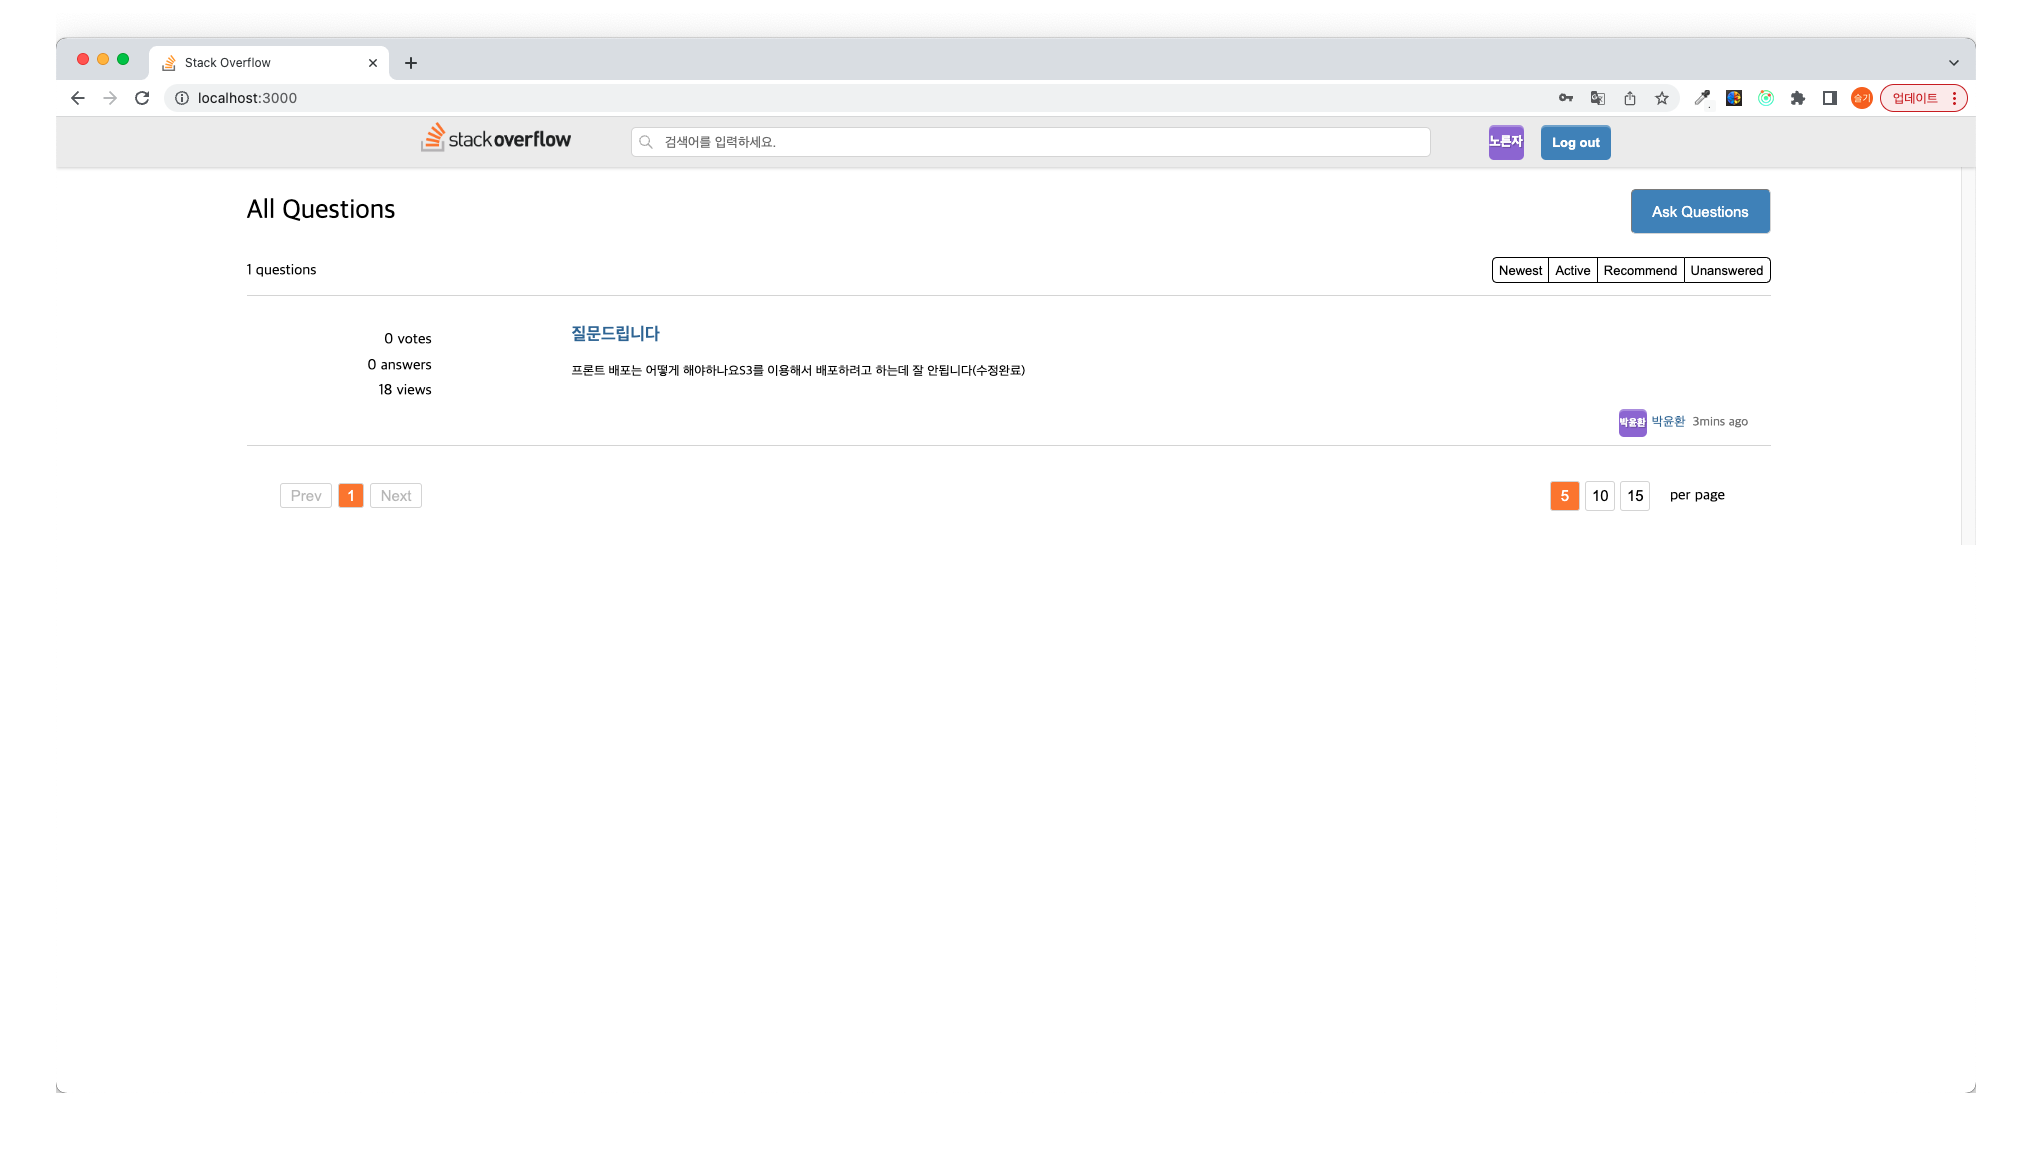 Stack Overflow
localhost:3000
슬기
업데이트
stack overflow
검색어를 입력하세요.
노른자
Log out
All Questions
Ask Questions
1 questions
Newest Active Recommend Unanswered
0 votes
0 answers
18 views
질문드립니다
프론트 배포는 어떻게 해야하나요S3를 이용해서 배포하려고 하는데 잘 안됩니다(수정완료)
박윤환 박윤환 3mins ago
Prev 1 Next
5 10 15 per page